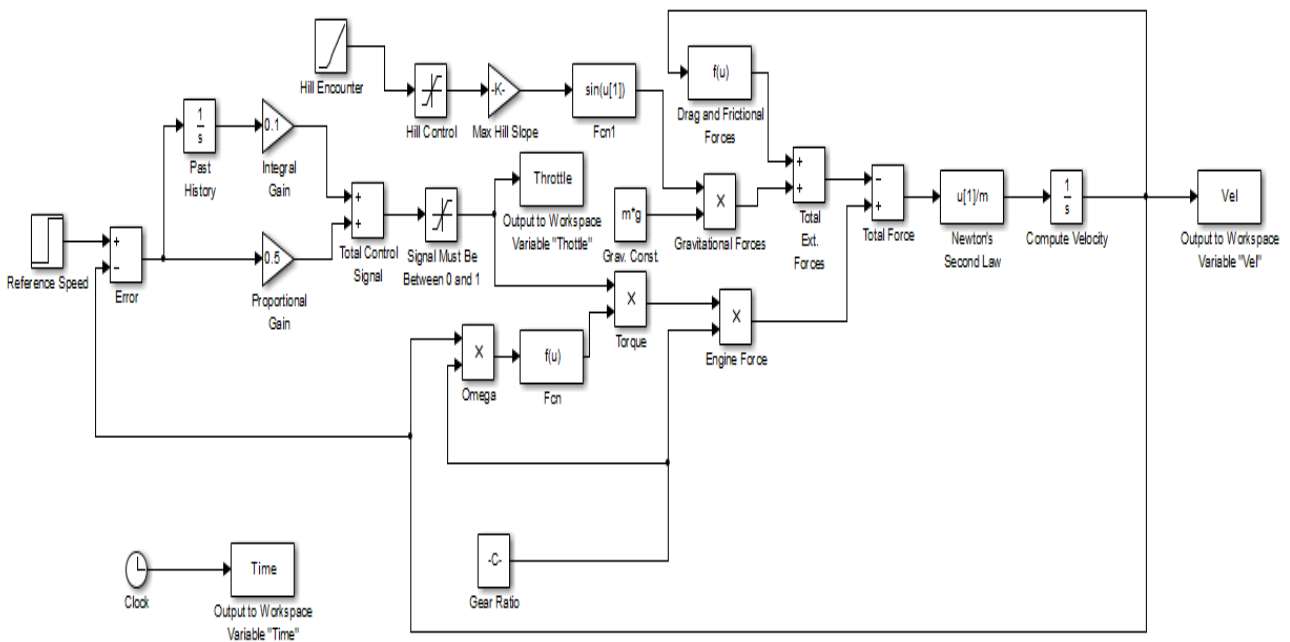 Hill Encounter
Hill Control
-K-
Max Hill Slope
sin(u[1])
Fcn1
f(u)
Drag and Frictional
Forces
1
s
Past
History
0.1
Integral
Gain
Reference Speed
+
−
Error
0.5
Proportional
Gain
+
+
Total Control
Signal
Signal Must Be
Between 0 and 1
Throttle
Output to Workspace
Variable "Thottle"
m*g
Grav. Const.
X
Gravitational Forces
+
+
Total
Ext.
Forces
−
+
Total Force
u[1]/m
Newton's
Second Law
1
s
Compute Velocity
Vel
Output to Workspace
Variable "Vel"
X
Omega
f(u)
Fcn
X
Torque
X
Engine Force
-C-
Gear Ratio
Clock
Time
Output to Workspace
Variable "Time"